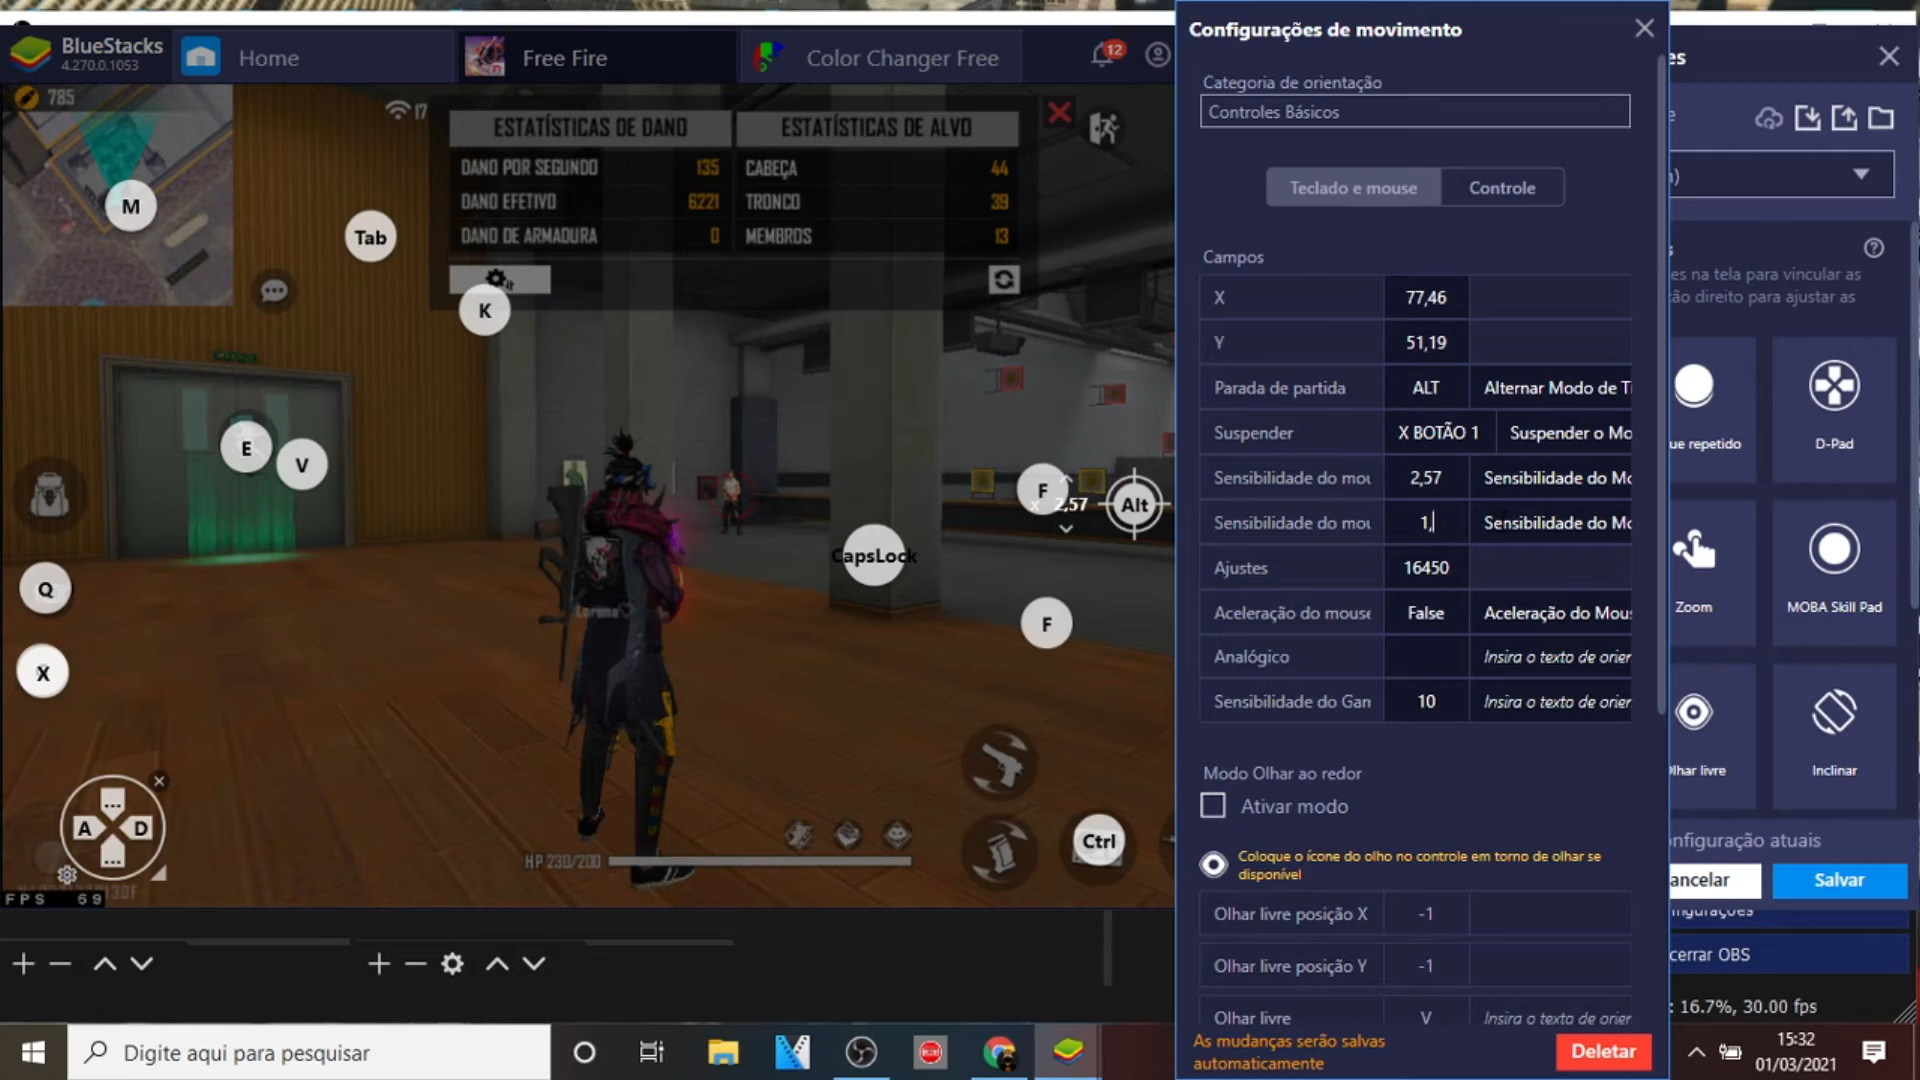 BlueStacks
4.270.0.1053
Home
Free Fire
Color Changer Free
12
785
17
ESTATÍSTICAS DE DANO
ESTATÍSTICAS DE ALVO
DANO POR SEGUNDO 135
CABEÇA 44
DANO EFETIVO 6221
TRONCO 39
DANO DE ARMADURA 0
MEMBROS 13
M
Tab
K
E
V
F
x 2,57
Alt
CapsLock
Q
F
X
Lorena
A
D
Ctrl
HP 230/200
FPS 69
Configurações de movimento
Categoria de orientação
Controles Básicos
Teclado e mouse
Controle
Campos
X 77,46
Y 51,19
Parada de partida ALT Alternar Modo de Ti
Suspender X BOTÃO 1 Suspender o Mo
Sensibilidade do mou 2,57 Sensibilidade do Mo
Sensibilidade do mou 1, Sensibilidade do Mo
Ajustes 16450
Aceleração do mouse False Aceleração do Mous
Analógico Insira o texto de orier
Sensibilidade do Gam 10 Insira o texto de orier
Modo Olhar ao redor
Ativar modo
Coloque o ícone do olho no controle em torno de olhar se
disponível
Olhar livre posição X -1
Olhar livre posição Y -1
Olhar livre V Insira o texto de orier
As mudanças serão salvas
automaticamente
Deletar
es
es na tela para vincular as
ão direito para ajustar as
ue repetido
D-Pad
Zoom
MOBA Skill Pad
lhar livre
Inclinar
onfiguração atuais
ancelar
Salvar
nfigurações
cerrar OBS
: 16.7%, 30.00 fps
Digite aqui para pesquisar
15:32
01/03/2021